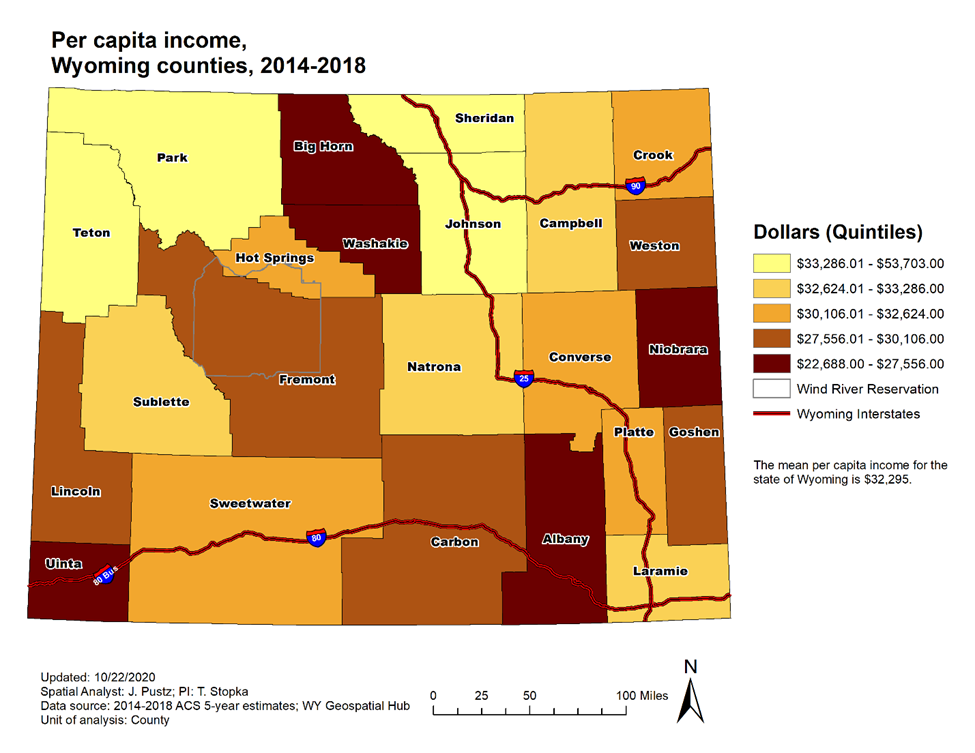 Per capita income,
Wyoming counties, 2014-2018
Sheridan
Big Horn
Park
Crook
90
Teton
Johnson
Campbell
Washakie
Weston
Hot Springs
Niobrara
Converse
Natrona
25
Fremont
Sublette
Platte
Goshen
Lincoln
Sweetwater
80
Carbon
Albany
Uinta
80 Bus
Laramie
Dollars (Quintiles)
$33,286.01 - $53,703.00
$32,624.01 - $33,286.00
$30,106.01 - $32,624.00
$27,556.01 - $30,106.00
$22,688.00 - $27,556.00
Wind River Reservation
Wyoming Interstates
The mean per capita income for the
state of Wyoming is $32,295.
Updated: 10/22/2020
Spatial Analyst: J. Pustz; PI: T. Stopka
Data source: 2014-2018 ACS 5-year estimates; WY Geospatial Hub
Unit of analysis: County
0 25 50 100 Miles
N